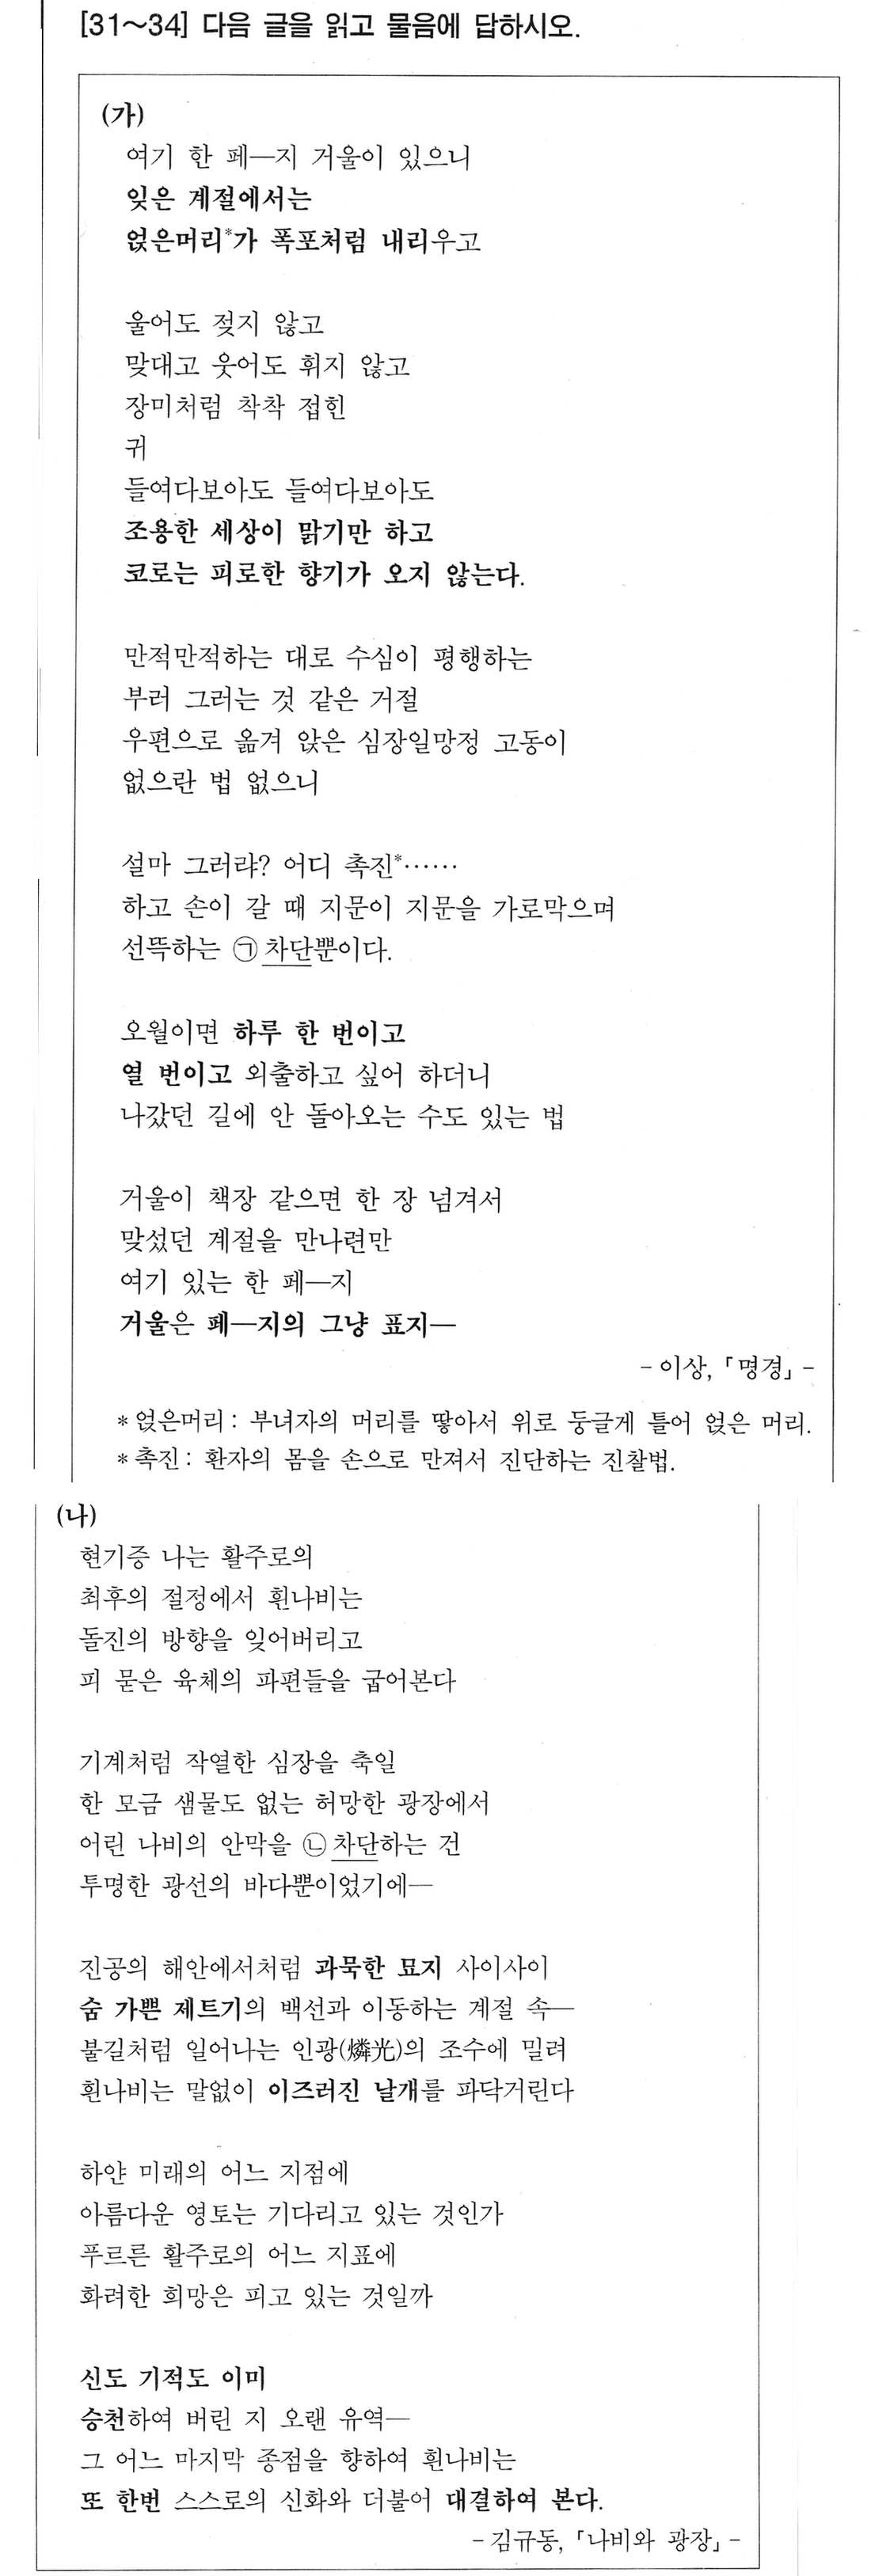 [31～34] 다음 글을 읽고 물음에 답하시오.
(가)
여기 한 페―지 거울이 있으니
잊은 계절에서는
얹은머리*가 폭포처럼 내리우고
울어도 젖지 않고
맞대고 웃어도 휘지 않고
장미처럼 착착 접힌
귀
들여다보아도 들여다보아도
조용한 세상이 맑기만 하고
코로는 피로한 향기가 오지 않는다.
만적만적하는 대로 수심이 평행하는
부러 그러는 것 같은 거절
우편으로 옮겨 앉은 심장일망정 고동이
없으란 법 없으니
설마 그러랴? 어디 촉진*……
하고 손이 갈 때 지문이 지문을 가로막으며
선뜩하는 ㉠ 차단뿐이다.
오월이면 하루 한 번이고
열 번이고 외출하고 싶어 하더니
나갔던 길에 안 돌아오는 수도 있는 법
거울이 책장 같으면 한 장 넘겨서
맞섰던 계절을 만나련만
여기 있는 한 페―지
거울은 페―지의 그냥 표지―
- 이상, 「명경」 -
* 얹은머리 : 부녀자의 머리를 땋아서 위로 둥글게 틀어 얹은 머리.
* 촉진 : 환자의 몸을 손으로 만져서 진단하는 진찰법.
(나)
현기증 나는 활주로의
최후의 절정에서 흰나비는
돌진의 방향을 잊어버리고
피 묻은 육체의 파편들을 굽어본다
기계처럼 작열한 심장을 축일
한 모금 샘물도 없는 허망한 광장에서
어린 나비의 안막을 ㉡ 차단하는 건
투명한 광선의 바다뿐이었기에―
진공의 해안에서처럼 과묵한 묘지 사이사이
숨 가쁜 제트기의 백선과 이동하는 계절 속―
불길처럼 일어나는 인광(燐光)의 조수에 밀려
흰나비는 말없이 이즈러진 날개를 파닥거린다
하얀 미래의 어느 지점에
아름다운 영토는 기다리고 있는 것인가
푸르른 활주로의 어느 지표에
화려한 희망은 피고 있는 것일까
신도 기적도 이미
승천하여 버린 지 오랜 유역―
그 어느 마지막 종점을 향하여 흰나비는
또 한번 스스로의 신화와 더불어 대결하여 본다.
- 김규동, 「나비와 광장」 -